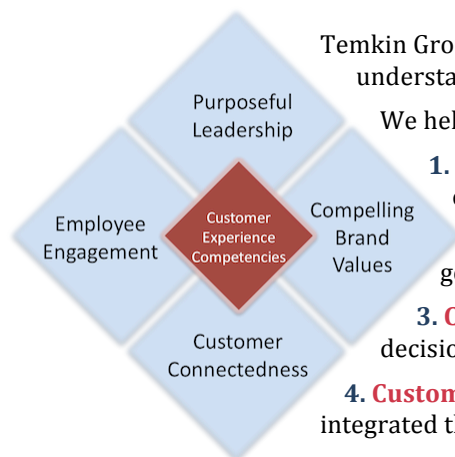 Purposeful
Leadership
Employee
Engagement
Customer
Experience
Competencies
Compelling
Brand
Values
Customer
Connectedness
Temkin Gro
understa
We hel
1.
3.
decisio
4. Custom
integrated th